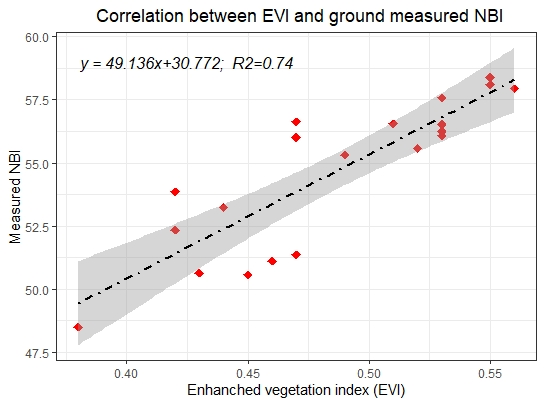 Correlation between EVI and ground measured NBI
y = 49.136x+30.772;  R2=0.74
60.0
57.5
55.0
52.5
50.0
47.5
Measured NBI
0.40
0.45
0.50
0.55
Enhanched vegetation index (EVI)